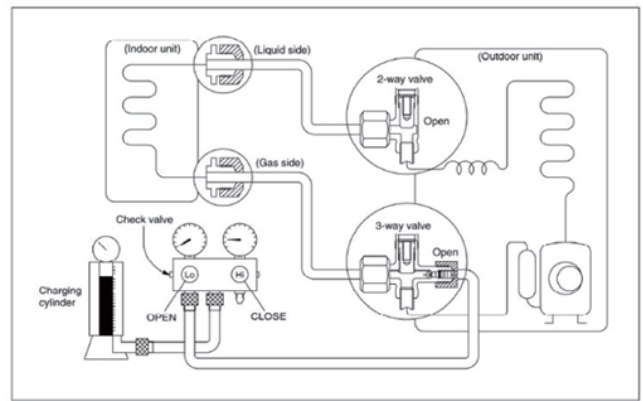 (Indoor unit)
(Liquid side)
(Outdoor unit)
2-way valve
Open
(Gas side)
3-way valve
Open
Check valve
Lo
Hi
Charging
cylinder
OPEN
CLOSE